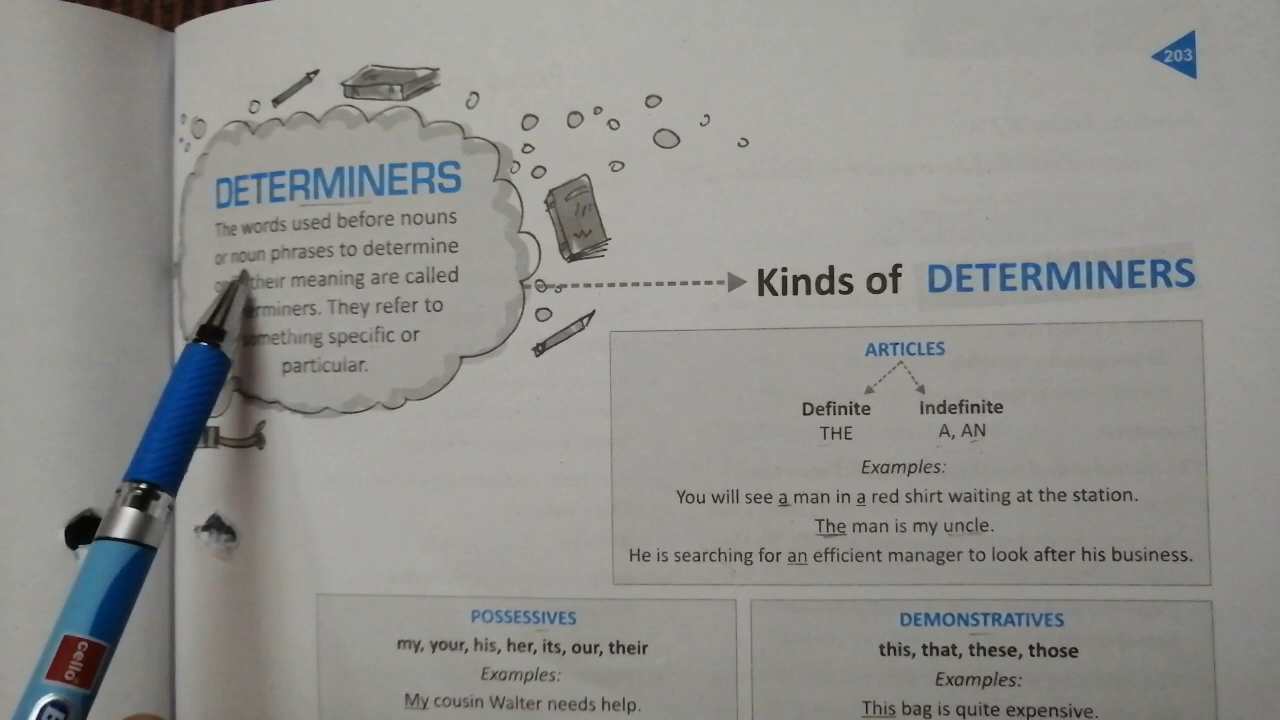 203
DETERMINERS
The words used before nouns
or noun phrases to determine
their meaning are called
They refer to
something specific or
particular.
Kinds of DETERMINERS
ARTICLES
Definite Indefinite
THE A, AN
Examples:
You will see a man in a red shirt waiting at the station.
The man is my uncle.
He is searching for an efficient manager to look after his business.
POSSESSIVES
my, your, his, her, its, our, their
Examples:
My cousin Walter needs help.
DEMONSTRATIVES
this, that, these, those
Examples:
This bag is quite expensive.
cello